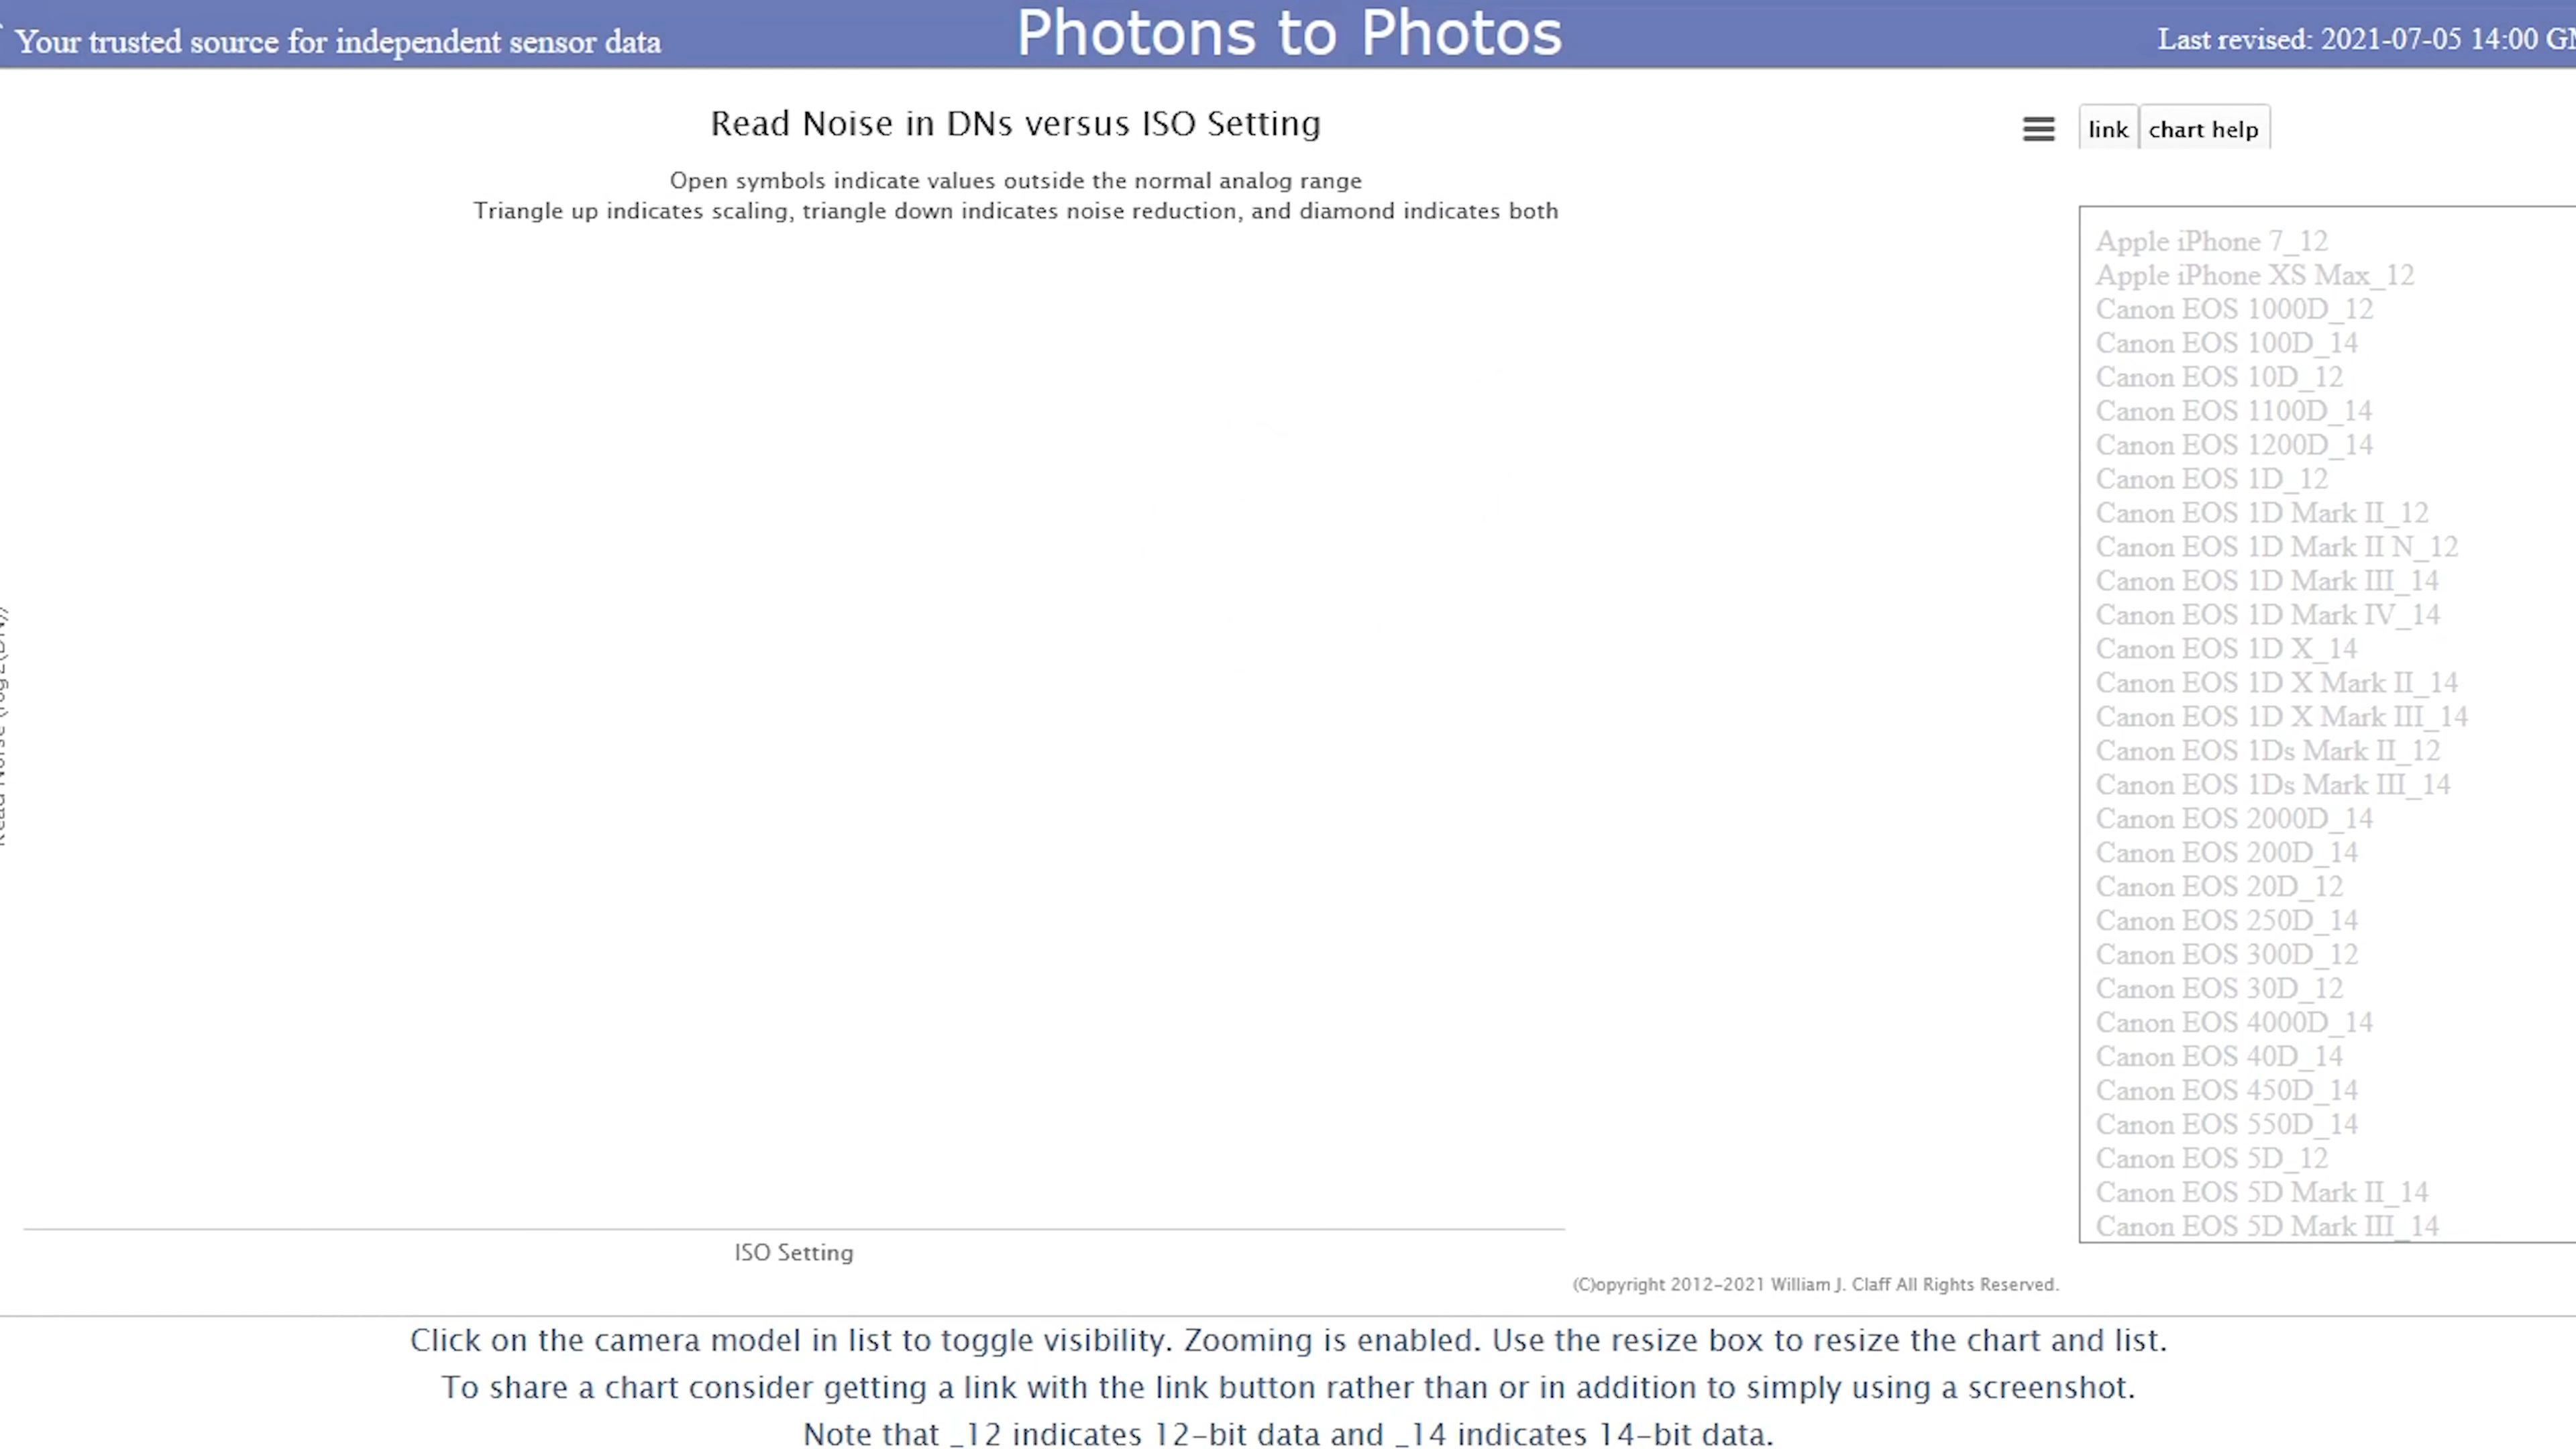 Your trusted source for independent sensor data
Photons to Photos
Last revised: 2021-07-05 14:00
Read Noise in DNs versus ISO Setting
link
chart help
Open symbols indicate values outside the normal analog range
Triangle up indicates scaling, triangle down indicates noise reduction, and diamond indicates both
Apple iPhone 7_12
Apple iPhone XS Max_12
Canon EOS 1000D_12
Canon EOS 100D_14
Canon EOS 10D_12
Canon EOS 1100D_14
Canon EOS 1200D_14
Canon EOS 1D_12
Canon EOS 1D Mark II_12
Canon EOS 1D Mark II N_12
Canon EOS 1D Mark III_14
Canon EOS 1D Mark IV_14
Canon EOS 1D X_14
Canon EOS 1D X Mark II_14
Canon EOS 1D X Mark III_14
Canon EOS 1Ds Mark II_12
Canon EOS 1Ds Mark III_14
Canon EOS 2000D_14
Canon EOS 200D_14
Canon EOS 20D_12
Canon EOS 250D_14
Canon EOS 300D_12
Canon EOS 30D_12
Canon EOS 4000D_14
Canon EOS 40D_14
Canon EOS 450D_14
Canon EOS 550D_14
Canon EOS 5D_12
Canon EOS 5D Mark II_14
Canon EOS 5D Mark III_14
ISO Setting
(C)opyright 2012-2021 William J. Claff All Rights Reserved.
Click on the camera model in list to toggle visibility. Zooming is enabled. Use the resize box to resize the chart and list.
To share a chart consider getting a link with the link button rather than or in addition to simply using a screenshot.
Note that _12 indicates 12-bit data and _14 indicates 14-bit data.